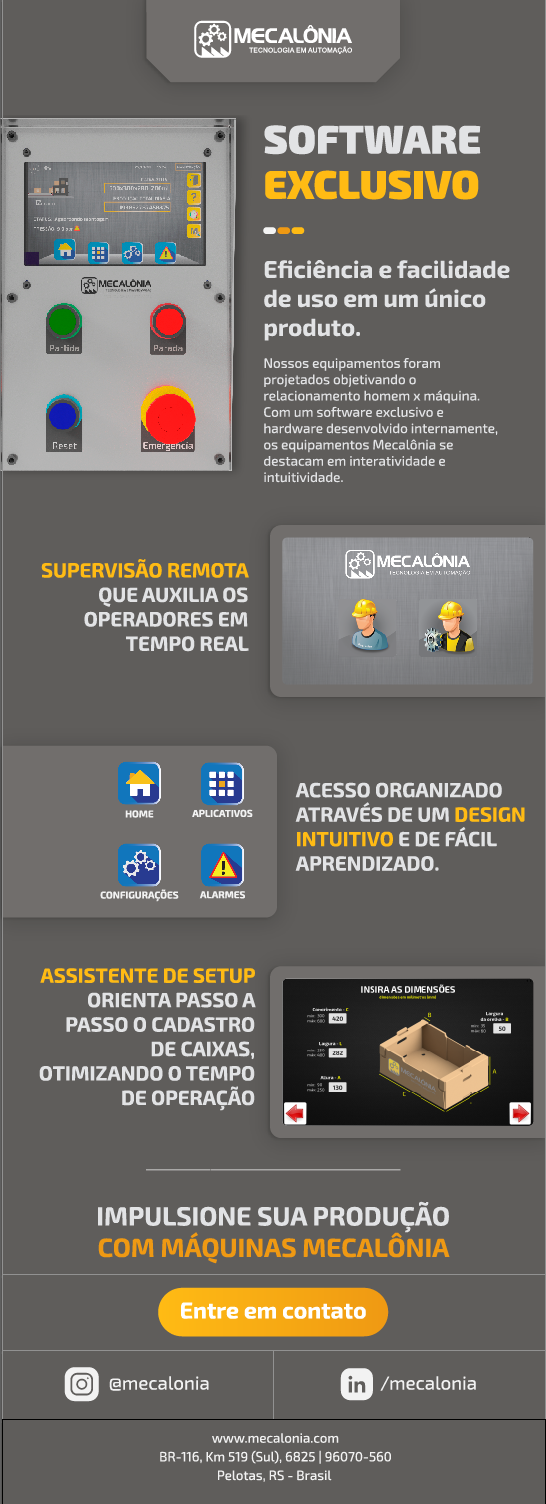 MECALÔNIA
TECNOLOGIA EM AUTOMAÇÃO
SOFTWARE
EXCLUSIVO
MECALÔNIA
Partida
Parada
Reset
Emergencia
Eficiência e facilidade
de uso em um único
produto.
Nossos equipamentos foram
projetados objetivando o
relacionamento homem x máquina.
Com um software exclusivo e
hardware desenvolvido internamente,
os equipamentos Mecalônia se
destacam em interatividade e
intuitividade.
SUPERVISÃO REMOTA
QUE AUXILIA OS
OPERADORES EM
TEMPO REAL
MECALÔNIA
TECNOLOGIA EM AUTOMAÇÃO
HOME
APLICATIVOS
CONFIGURAÇÕES
ALARMES
ACESSO ORGANIZADO
ATRAVÉS DE UM DESIGN
INTUITIVO E DE FÁCIL
APRENDIZADO.
ASSISTENTE DE SETUP
ORIENTA PASSO A
PASSO O CADASTRO
DE CAIXAS,
OTIMIZANDO O TEMPO
DE OPERAÇÃO
INSIRA AS DIMENSÕES
420
282
130
50
B
A
C
MECALÔNIA
IMPULSIONE SUA PRODUÇÃO
COM MÁQUINAS MECALÔNIA
Entre em contato
@mecalonia
in /mecalonia
www.mecalonia.com
BR-116, Km 519 (Sul), 6825 | 96070-560
Pelotas, RS - Brasil